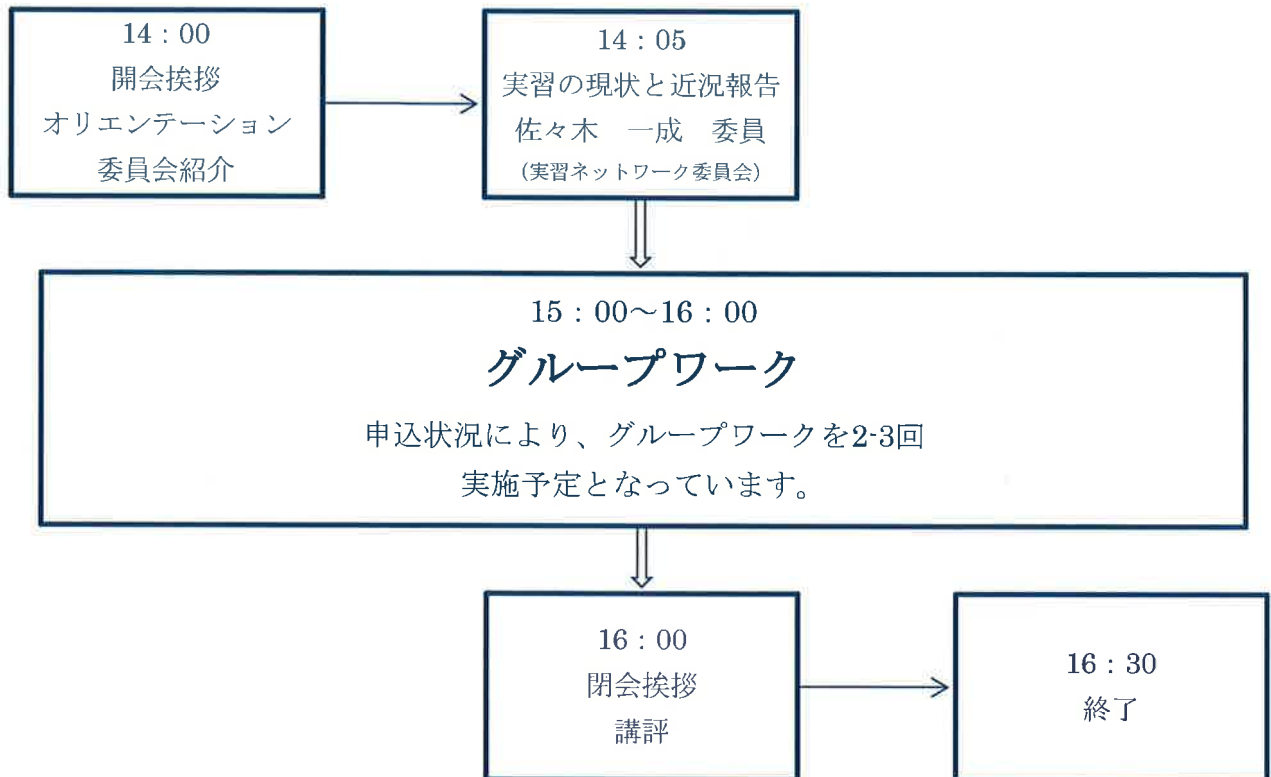 14：00
開会挨拶
オリエンテーション
委員会紹介
14：05
実習の現状と近況報告
佐々木　一成　委員
（実習ネットワーク委員会）
15：00～16：00
グループワーク
申込状況により、グループワークを2-3回
実施予定となっています。
16：00
閉会挨拶
講評
16：30
終了